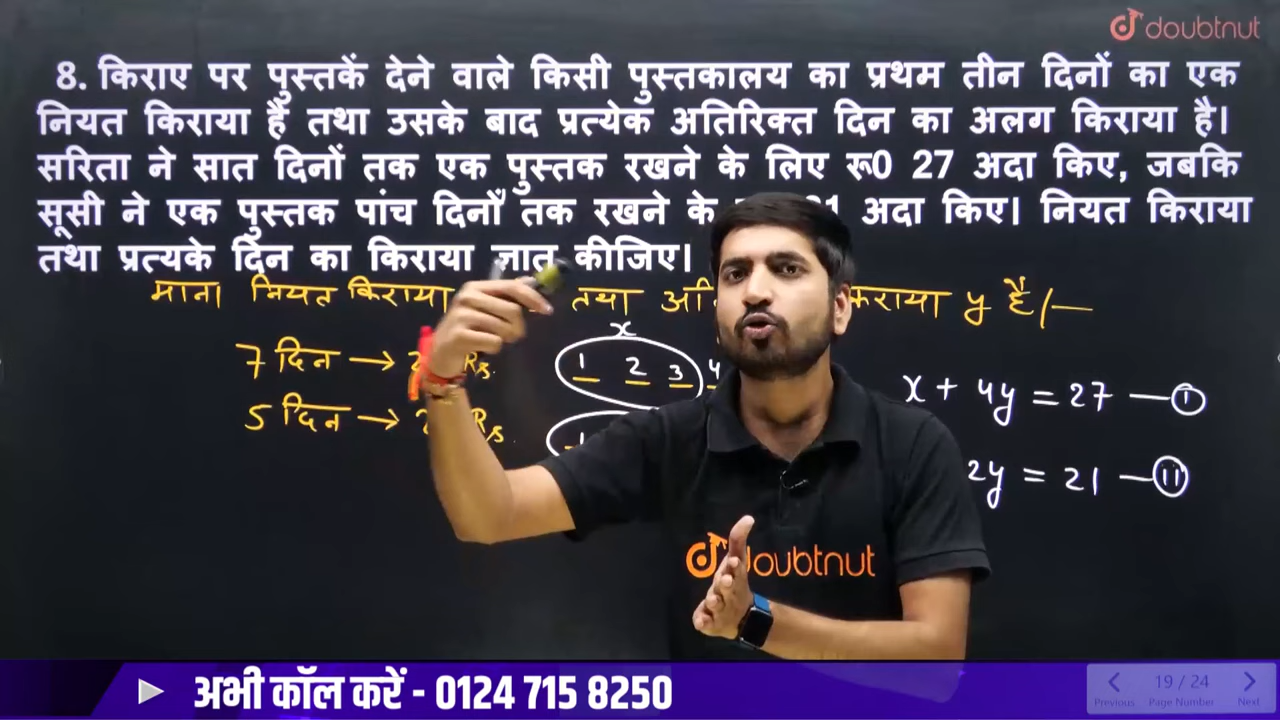 doubtnut
8. किराए पर पुस्तकें देने वाले किसी पुस्तकालय का प्रथम तीन दिनों का एक
नियत किराया हैं तथा उसके बाद प्रत्येक अतिरिक्त दिन का अलग किराया है।
सरिता ने सात दिनों तक एक पुस्तक रखने के लिए रू0 27 अदा किए, जबकि
सूसी ने एक पुस्तक पांच दिनों तक रखने के अदा किए। नियत किराया
तथा प्रत्यके दिन का किराया ज्ञात कीजिए।
माना नियत किराया तथा किराया y है।
x
7 दिन → Rs. 1 2 3 4 x + 4y = 27 — ①
5 दिन → Rs. 2y = 21 — ⑪
doubtnut
अभी कॉल करें - 0124 715 8250
19 / 24
Previous Page Number Next